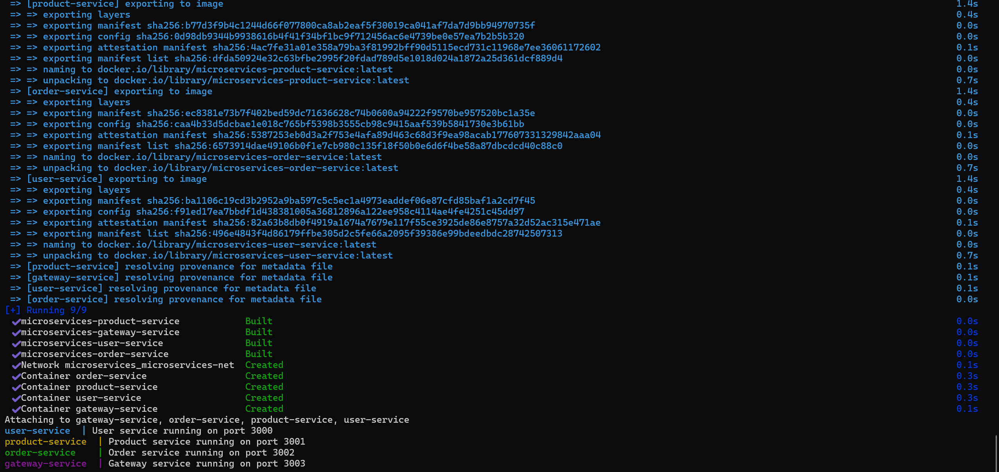 => [product-service] exporting to image 1.4s
=> => exporting layers 0.4s
=> => exporting manifest sha256:b77d3f9b4c1244d66f077800ca8ab2eaf5f30019ca041af7da7d9bb94970735f 0.0s
=> => exporting config sha256:0d98db9344b9938616b4f41f34bf1bc9f712456ac6e4739be0e57ea7b2b5b320 0.0s
=> => exporting attestation manifest sha256:4ac7fe31a01e358a79ba3f81992bff90d5115ecd731c11968e7ee36061172602 0.1s
=> => exporting manifest list sha256:dfda50924e32c63bfbe2995f20fdad789d5e1018d024a1872a25d361dcf889d4 0.0s
=> => naming to docker.io/library/microservices-product-service:latest 0.0s
=> => unpacking to docker.io/library/microservices-product-service:latest 0.7s
=> [order-service] exporting to image 1.4s
=> => exporting layers 0.4s
=> => exporting manifest sha256:ec8381e73b7f402bed59dc71636628c74b0600a94222f9570be957520bc1a35e 0.0s
=> => exporting config sha256:caa4b33d5dcbae1e018c765bf5398b3555cb98c9415aaf539b5841730e3b61bb 0.0s
=> => exporting attestation manifest sha256:5387253eb0d3a2f753e4afa89d463c68d3f9ea98acab177607331329842aaa04 0.1s
=> => exporting manifest list sha256:6573914dae49106b0f1e7cb980c135f18f50b0e6d6f4be58a87dbcdcd40c88c0 0.0s
=> => naming to docker.io/library/microservices-order-service:latest 0.0s
=> => unpacking to docker.io/library/microservices-order-service:latest 0.7s
=> [user-service] exporting to image 1.4s
=> => exporting layers 0.4s
=> => exporting manifest sha256:ba1106c19cd3b2952a9ba597c5c5ec1a4973eaddef06e87cfd85baf1a2cd7f45 0.0s
=> => exporting config sha256:f91ed17ea7bbdf1d438381005a36812896a122ee958c4114ae4fe4251c45dd97 0.0s
=> => exporting attestation manifest sha256:82a63b8db0f4919a1674a7679e117f55ce3925de86e8757a32d52ac315e471ae 0.1s
=> => exporting manifest list sha256:496e4843f4d86179ffbe305d2c5fe66a2095f39386e99bdeedbdc28742507313 0.0s
=> => naming to docker.io/library/microservices-user-service:latest 0.0s
=> => unpacking to docker.io/library/microservices-user-service:latest 0.7s
=> [product-service] resolving provenance for metadata file 0.1s
=> [gateway-service] resolving provenance for metadata file 0.1s
=> [user-service] resolving provenance for metadata file 0.1s
=> [order-service] resolving provenance for metadata file 0.0s
[+] Running 9/9
✔microservices-product-service Built 0.0s
✔microservices-gateway-service Built 0.0s
✔microservices-user-service Built 0.0s
✔microservices-order-service Built 0.0s
✔Network microservices_microservices-net Created 0.1s
✔Container order-service Created 0.3s
✔Container product-service Created 0.3s
✔Container user-service Created 0.3s
✔Container gateway-service Created 0.1s
Attaching to gateway-service, order-service, product-service, user-service
user-service | User service running on port 3000
product-service | Product service running on port 3001
order-service | Order service running on port 3002
gateway-service | Gateway service running on port 3003